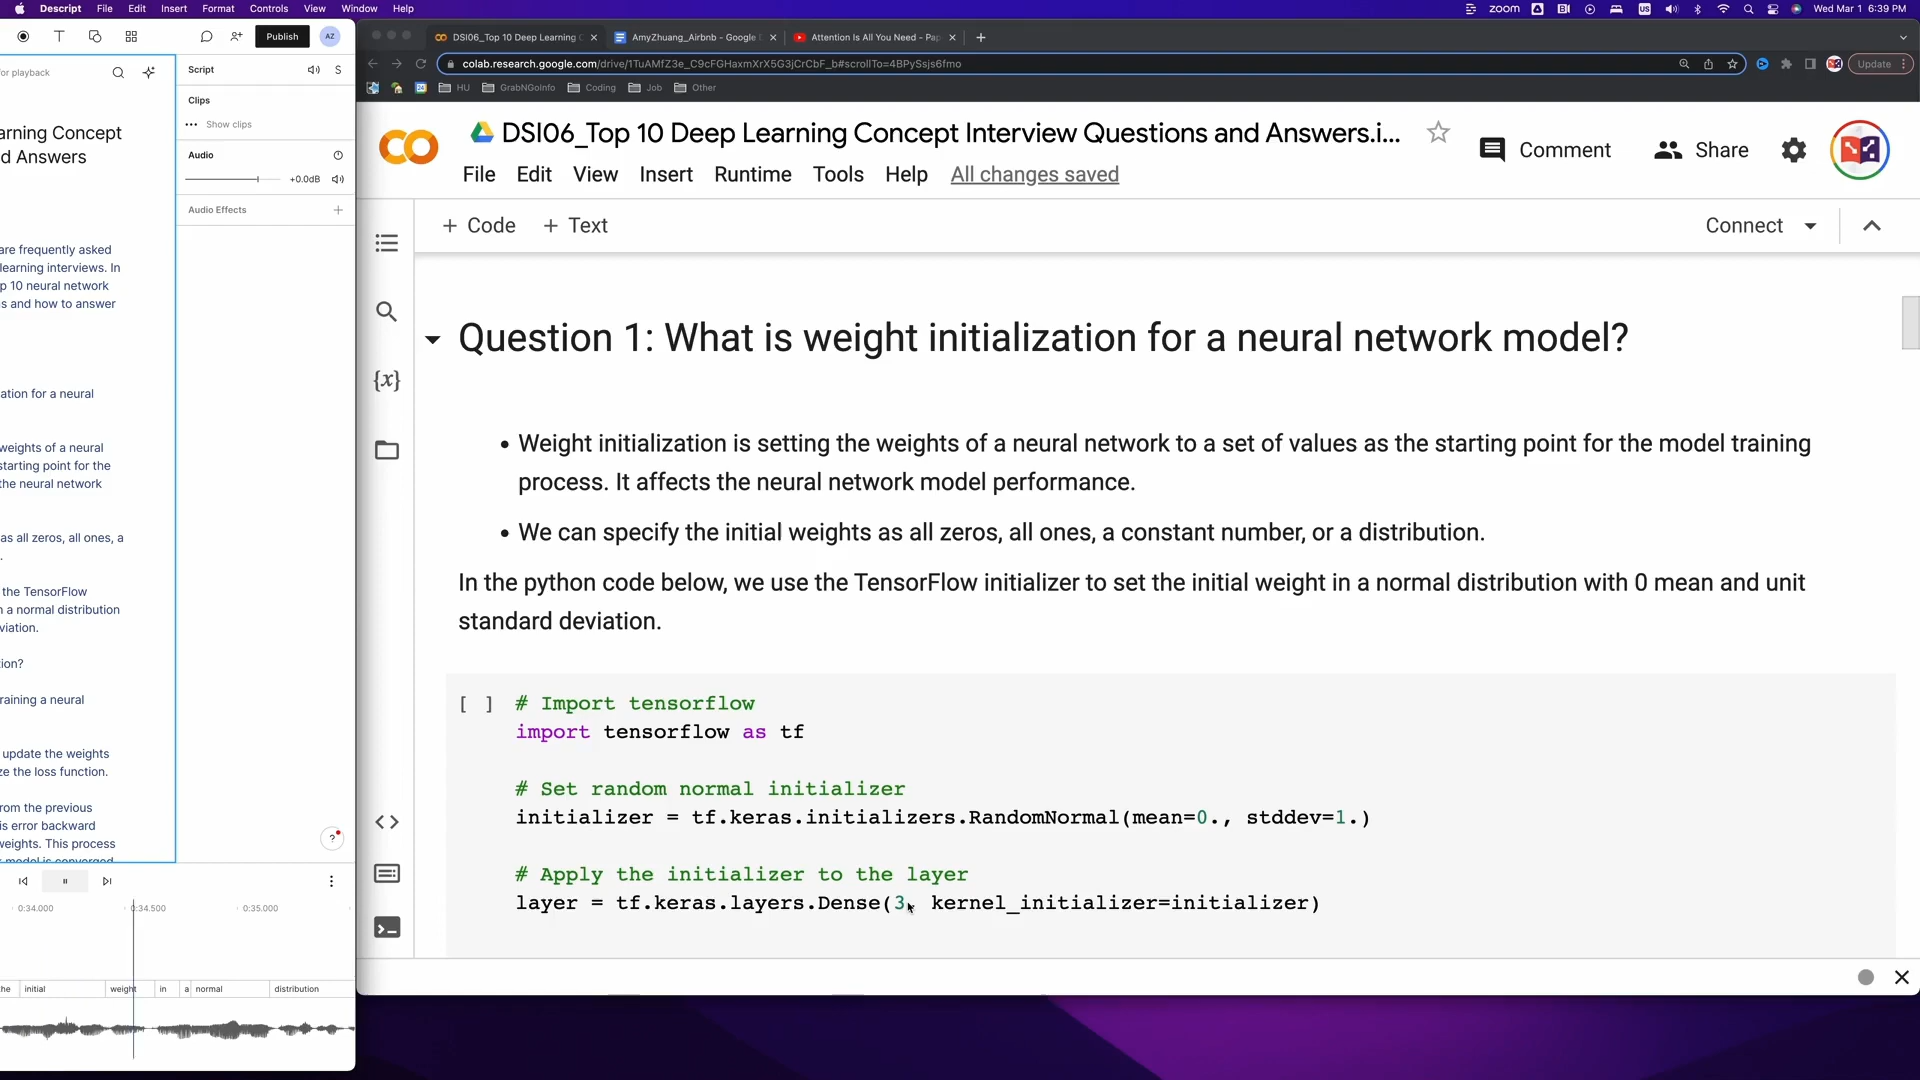 Descript File Edit Insert Format Controls View Window Help
zoom US Wed Mar 1 6:39 PM
Publish AZ
for playback
arning Concept
d Answers
are frequently asked
learning interviews. In
p 10 neural network
s and how to answer
ation for a neural
weights of a neural
starting point for the
the neural network
as all zeros, all ones, a
.
the TensorFlow
n a normal distribution
viation.
ion?
raining a neural
update the weights
ze the loss function.
rom the previous
is error backward
weights. This process
model is converged
Script S
Clips
Show clips
Audio
+0.0dB
Audio Effects +
?
0:34.000 0:34.500 0:35.000
he initial weight in a normal distribution
DSI06_Top 10 Deep Learning C
AmyZhuang_Airbnb - Google
Attention Is All You Need - Pap
colab.research.google.com/drive/1TuAMfZ3e_C9cFGHaxmXrX5G3jCrCbF_b#scrollTo=4BPySsjs6fmo
Update
HU GrabNGoInfo Coding Job Other
DSI06_Top 10 Deep Learning Concept Interview Questions and Answers.i...
Comment Share
File Edit View Insert Runtime Tools Help All changes saved
+ Code + Text Connect
{x}
Question 1: What is weight initialization for a neural network model?
• Weight initialization is setting the weights of a neural network to a set of values as the starting point for the model training
process. It affects the neural network model performance.
• We can specify the initial weights as all zeros, all ones, a constant number, or a distribution.
In the python code below, we use the TensorFlow initializer to set the initial weight in a normal distribution with 0 mean and unit
standard deviation.
[ ] # Import tensorflow
import tensorflow as tf
# Set random normal initializer
initializer = tf.keras.initializers.RandomNormal(mean=0., stddev=1.)
# Apply the initializer to the layer
layer = tf.keras.layers.Dense(3, kernel_initializer=initializer)